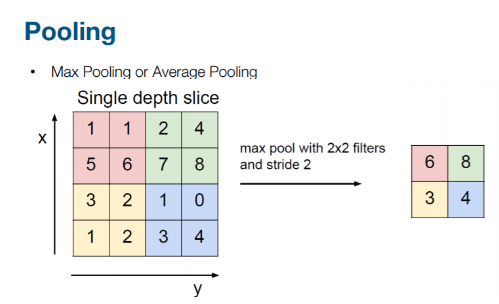 Pooling
• Max Pooling or Average Pooling
Single depth slice
x
1 1 2 4
5 6 7 8
3 2 1 0
1 2 3 4
y
max pool with 2x2 filters
and stride 2
6 8
3 4